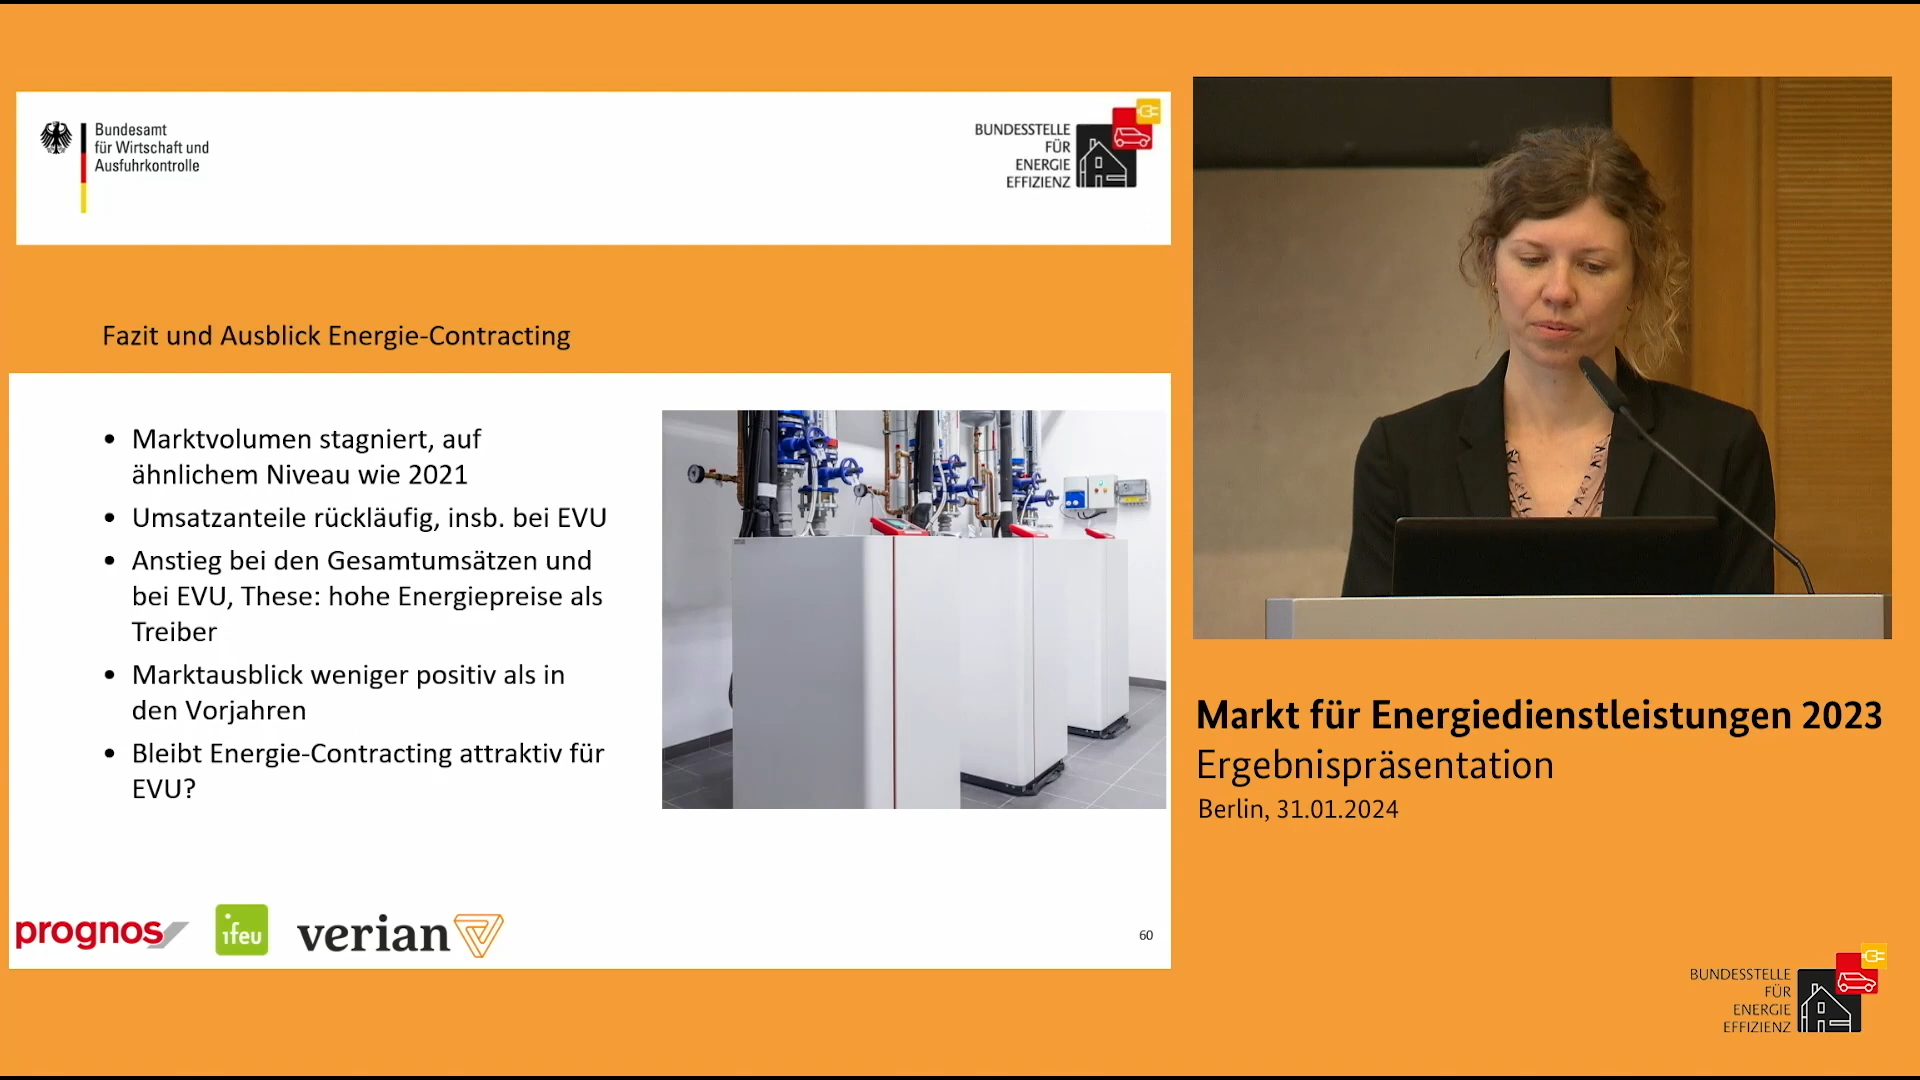 Bundesamt
für Wirtschaft und
Ausfuhrkontrolle
BUNDESSTELLE
FÜR
ENERGIE
EFFIZIENZ
Fazit und Ausblick Energie-Contracting
• Marktvolumen stagniert, auf
ähnlichem Niveau wie 2021
• Umsatzanteile rückläufig, insb. bei EVU
• Anstieg bei den Gesamtumsätzen und
bei EVU, These: hohe Energiepreise als
Treiber
• Marktausblick weniger positiv als in
den Vorjahren
• Bleibt Energie-Contracting attraktiv für
EVU?
prognos
ifeu
verian
60
Markt für Energiedienstleistungen 2023
Ergebnispräsentation
Berlin, 31.01.2024
BUNDESSTELLE
FÜR
ENERGIE
EFFIZIENZ